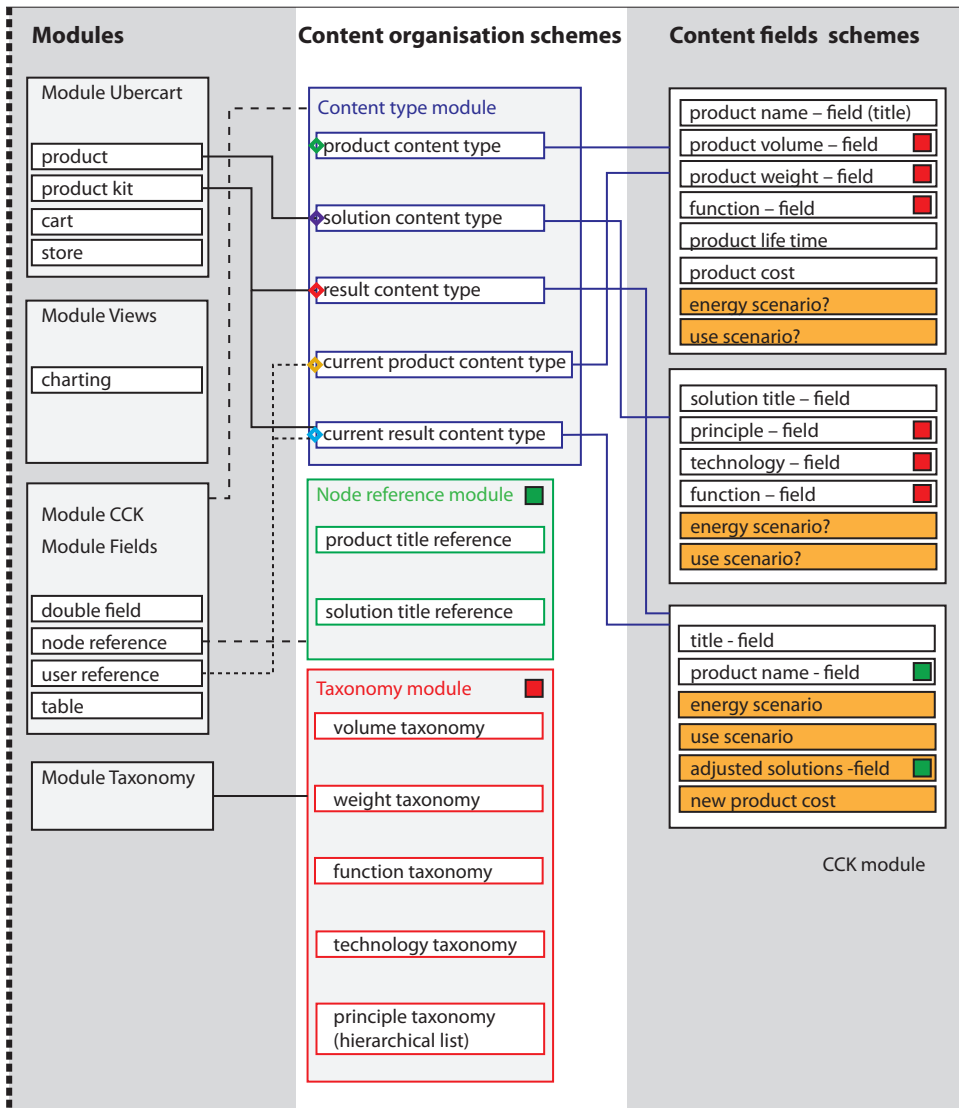 Modules
Module Ubercart
product
product kit
cart
store
Module Views
charting
Module CCK
Module Fields
double field
node reference
user reference
table
Module Taxonomy
Content organisation schemes
Content type module
product content type
solution content type
result content type
current product content type
current result content type
Node reference module
product title reference
solution title reference
Taxonomy module
volume taxonomy
weight taxonomy
function taxonomy
technology taxonomy
principle taxonomy
(hierarchical list)
Content fields schemes
product name – field (title)
product volume – field
product weight – field
function – field
product life time
product cost
energy scenario?
use scenario?
solution title – field
principle – field
technology – field
function – field
energy scenario?
use scenario?
title - field
product name - field
energy scenario
use scenario
adjusted solutions -field
new product cost
CCK module